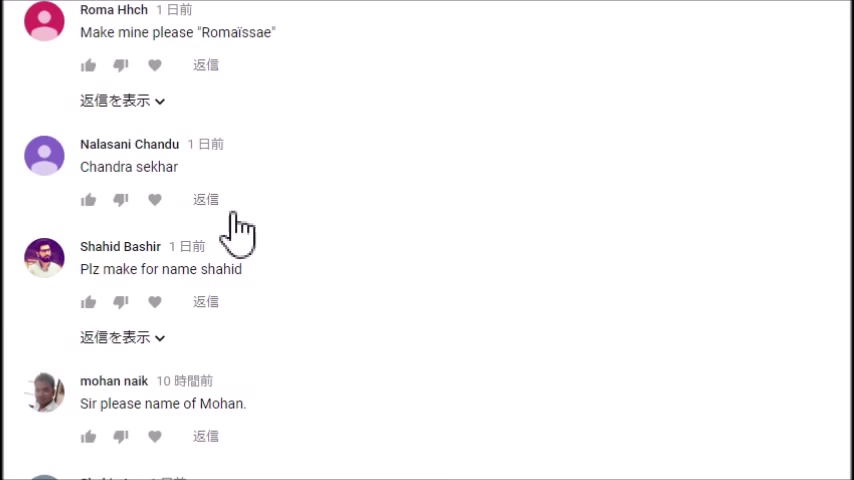 Roma Hhch 1 日前
Make mine please "Romaïssae"
返信
返信を表示
Nalasani Chandu 1 日前
Chandra sekhar
返信
Shahid Bashir 1 日前
Plz make for name shahid
返信
返信を表示
mohan naik 10 時間前
Sir please name of Mohan.
返信